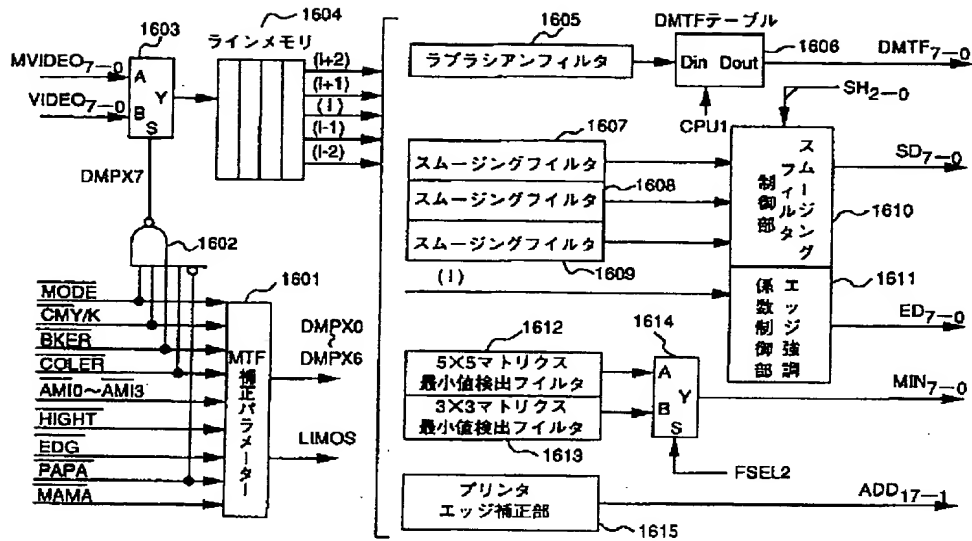 1603
MVIDEO7―0
VIDEO7―0
A
B
Y
S
DMPX7
1604
ラインメモリ
(I+2)
(I+1)
(I)
(I-1)
(I-2)
1602
MODE
CMY/K
BKER
COLER
AMI0～AMI3
HIGHT
EDG
PAPA
MAMA
1601
MTF補正パラメーター
DMPX0
～
DMPX6
LIMOS
1605
ラプラシアンフィルタ
DMTFテーブル
Din Dout
1606
DMTF7―0
CPU1
SH2―0
1607
スムージングフィルタ
スムージングフィルタ
1608
スムージングフィルタ
1609
スムージング
フィルタ
制御部
SD7―0
1610
(I)
エッジ強調
係数制御部
1611
ED7―0
1612
5×5マトリクス
最小値検出フィルタ
3×3マトリクス
最小値検出フィルタ
1613
1614
A
B
Y
S
MIN7―0
FSEL2
プリンタ
エッジ補正部
1615
ADD17―1